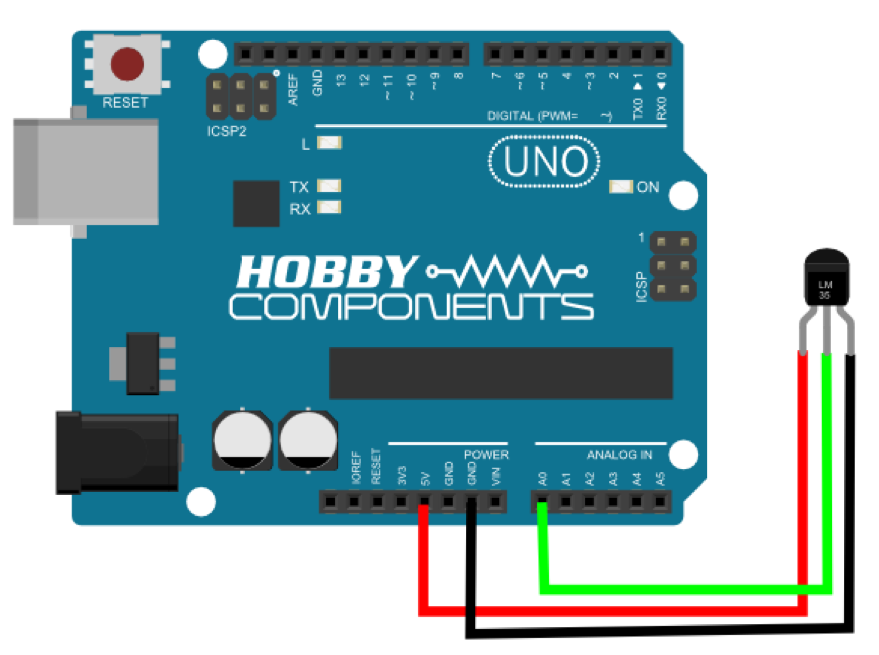 RESET
ICSP2
AREF
GND
13
12
~11
~10
~9
8
7
~6
~5
4
~3
2
TX0 ▶ 1
RX0 ◀ 0
DIGITAL (PWM= ~)
L
TX
RX
UNO
ON
1
ICSP
HOBBY
COMPONENTS
LM
35
POWER
ANALOG IN
IOREF
RESET
3V3
5V
GND
GND
VIN
A0
A1
A2
A3
A4
A5